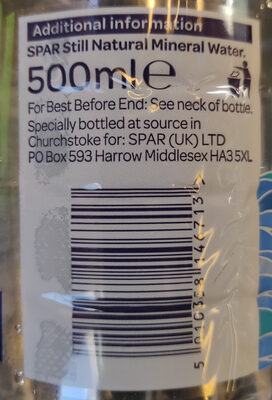 Additional information
SPAR Still Natural Mineral Water.
500ml℮
For Best Before End: See neck of bottle.
Specially bottled at source in
Churchstoke for: SPAR (UK) LTD
PO Box 593 Harrow Middlesex HA3 5XL